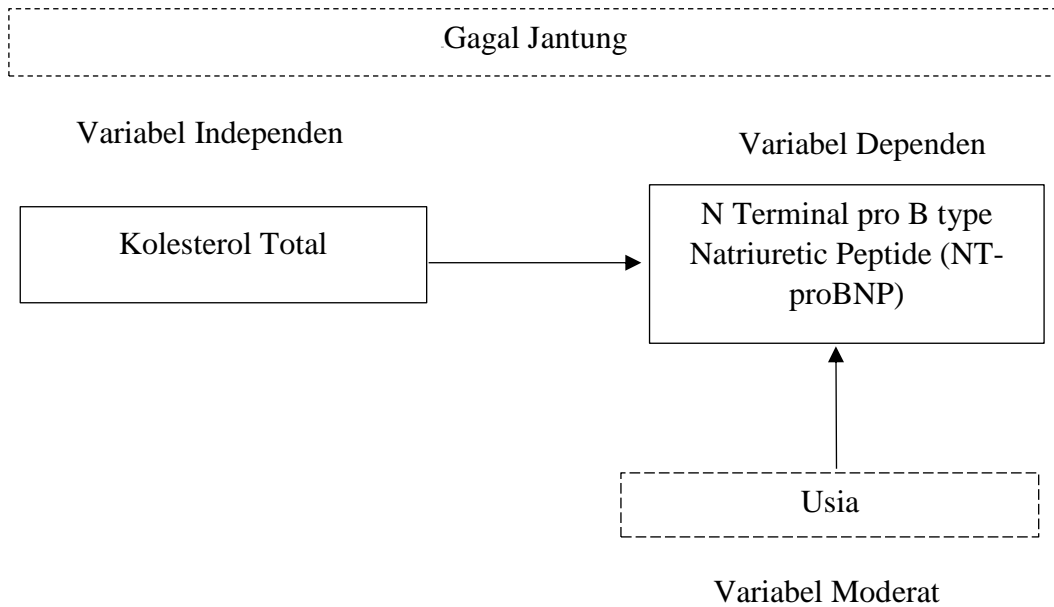 Gagal Jantung
Variabel Independen
Variabel Dependen
Kolesterol Total
N Terminal pro B type
Natriuretic Peptide (NT-
proBNP)
Usia
Variabel Moderat